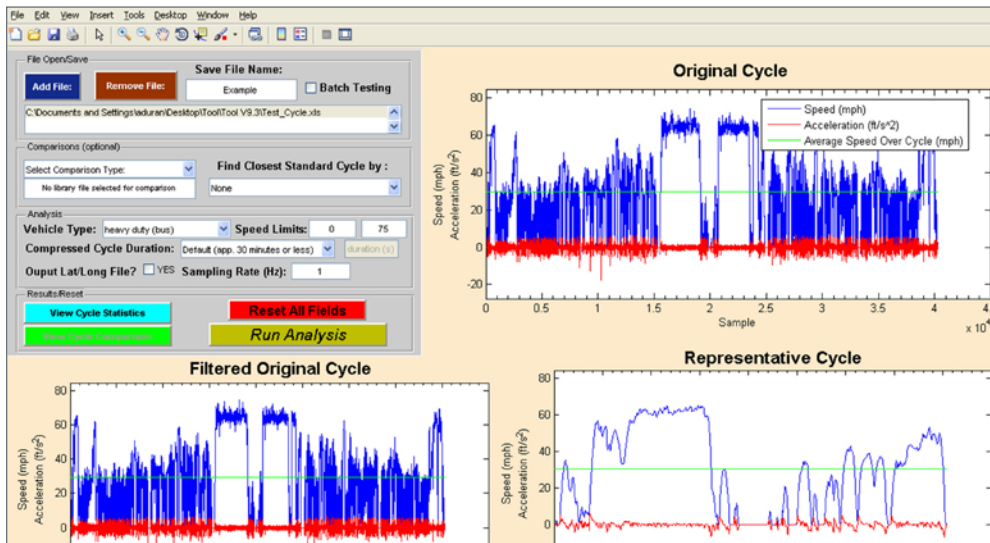 File Edit View Insert Tools Desktop Window Help
File Open/Save
Add File:
Remove File:
Save File Name:
Example
Batch Testing
C:\Documents and Settings\aduran\Desktop\Tool\Tool V9.3\Test_Cycle.xls
Comparisons (optional)
Select Comparison Type:
No library file selected for comparison
Find Closest Standard Cycle by :
None
Analysis
Vehicle Type: heavy duty (bus) Speed Limits: 0 75
Compressed Cycle Duration: Default (app. 30 minutes or less) duration (s)
Ouput Lat/Long File? YES Sampling Rate (Hz): 1
Results/Reset
View Cycle Statistics
Reset All Fields
View Cycle Comparison
Run Analysis
Original Cycle
Speed (mph)
Acceleration (ft/s^2)
Average Speed Over Cycle (mph)
Speed (mph)
Acceleration (ft/s²)
80
60
40
20
0
-20
0 0.5 1 1.5 2 2.5 3 3.5 4
Sample
x 10
Filtered Original Cycle
Speed (mph)
Acceleration (ft/s²)
80
60
40
20
0
Representative Cycle
Speed (mph)
Acceleration (ft/s²)
80
60
40
20
0